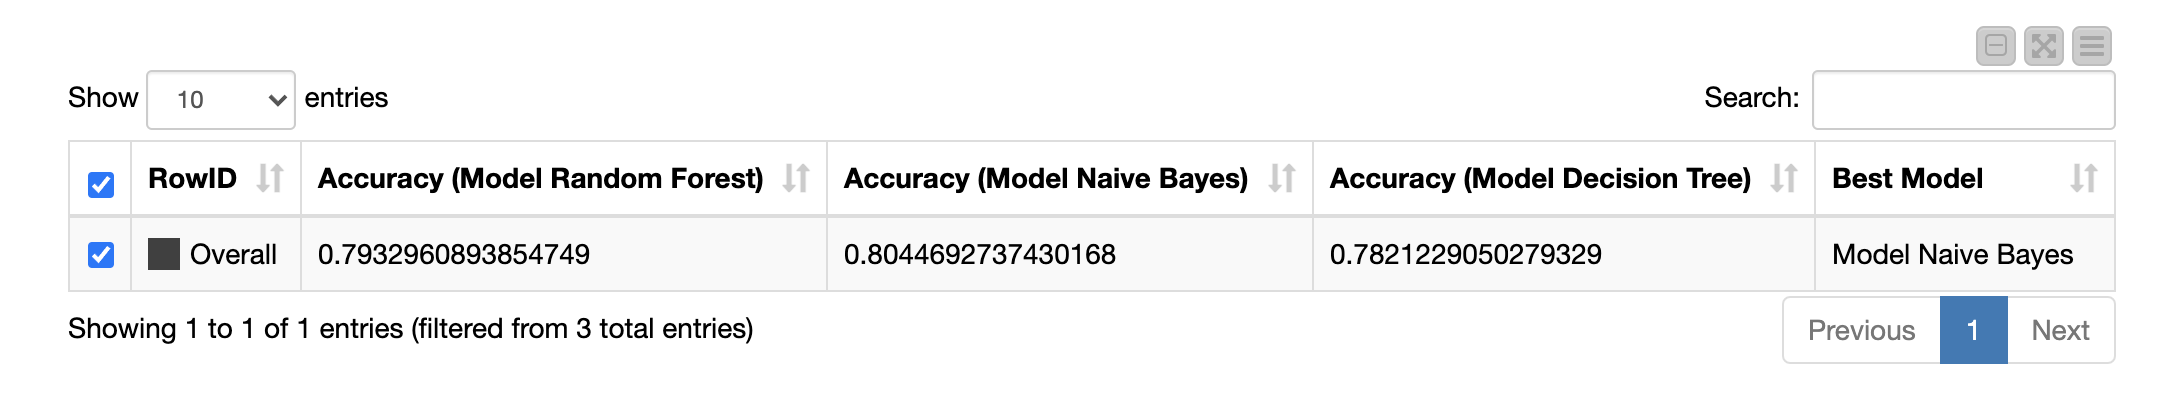 Show 10 entries Search:
RowID Accuracy (Model Random Forest) Accuracy (Model Naive Bayes) Accuracy (Model Decision Tree) Best Model
Overall 0.7932960893854749 0.8044692737430168 0.7821229050279329 Model Naive Bayes
Showing 1 to 1 of 1 entries (filtered from 3 total entries) Previous 1 Next